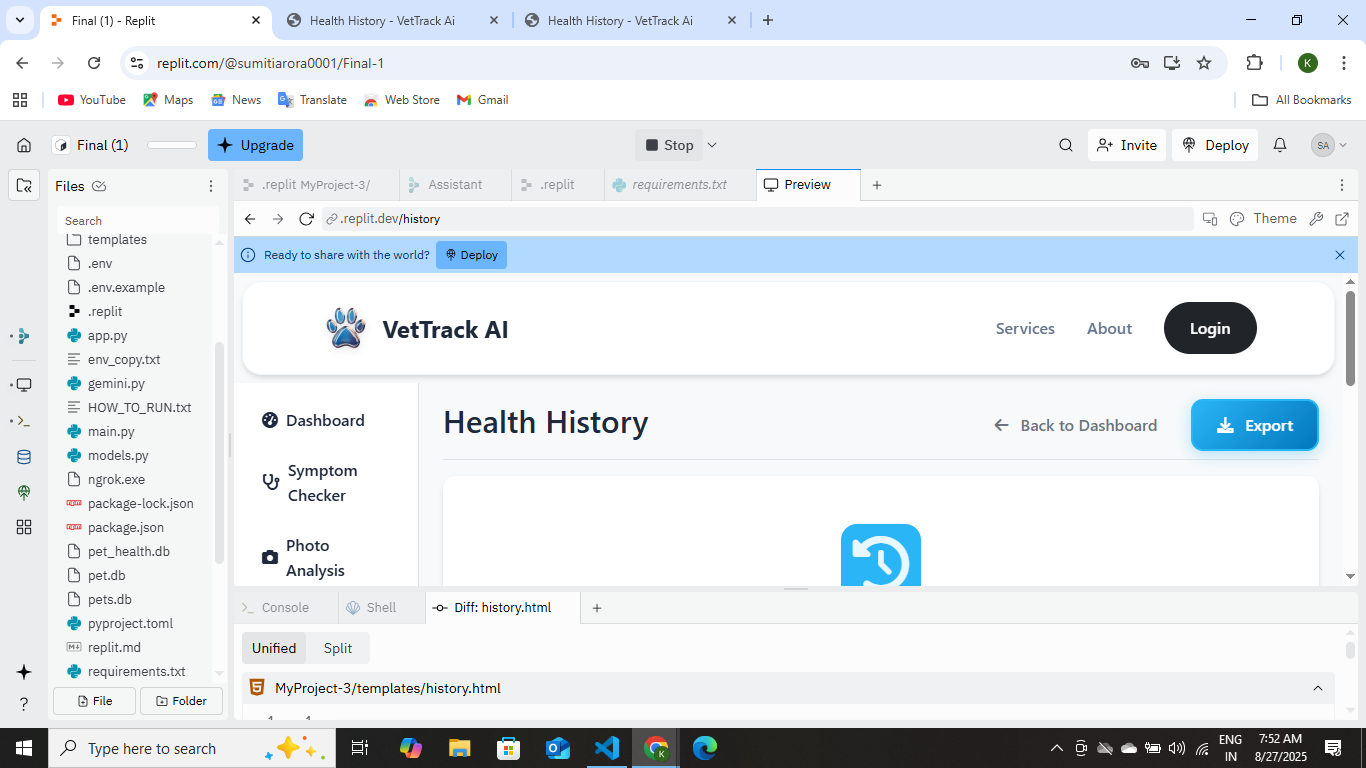 Final (1) - Replit
Health History - VetTrack Ai
Health History - VetTrack Ai
replit.com/@sumitiarora0001/Final-1
K
YouTube
Maps
News
Translate
Web Store
Gmail
All Bookmarks
Final (1)
Upgrade
Stop
Invite
Deploy
SA
Files
.replit MyProject-3/
Assistant
.replit
requirements.txt
Preview
Search
.replit.dev/history
Theme
templates
.env
.env.example
.replit
app.py
env_copy.txt
gemini.py
HOW_TO_RUN.txt
main.py
models.py
ngrok.exe
package-lock.json
package.json
pet_health.db
pet.db
pets.db
pyproject.toml
replit.md
requirements.txt
File
Folder
Ready to share with the world?
Deploy
VetTrack AI
Services
About
Login
Dashboard
Symptom
Checker
Photo
Analysis
Health History
Back to Dashboard
Export
Console
Shell
Diff: history.html
Unified
Split
MyProject-3/templates/history.html
1 1
Type here to search
ENG
IN
7:52 AM
8/27/2025